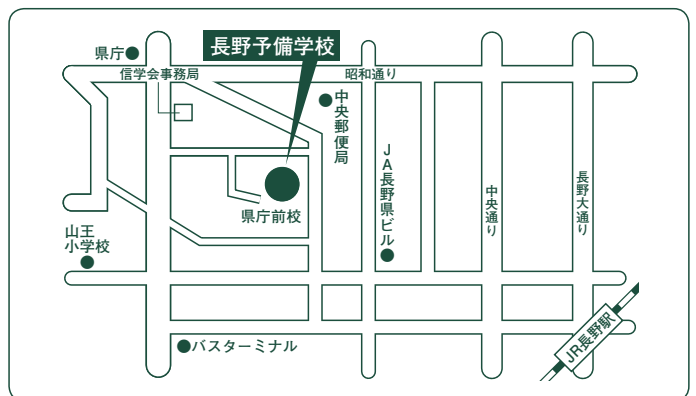 長野予備学校
県庁
信学会事務局
昭和通り
中央郵便局
JA長野県ビル
中央通り
長野大通り
県庁前校
山王
小学校
バスターミナル
JR長野駅